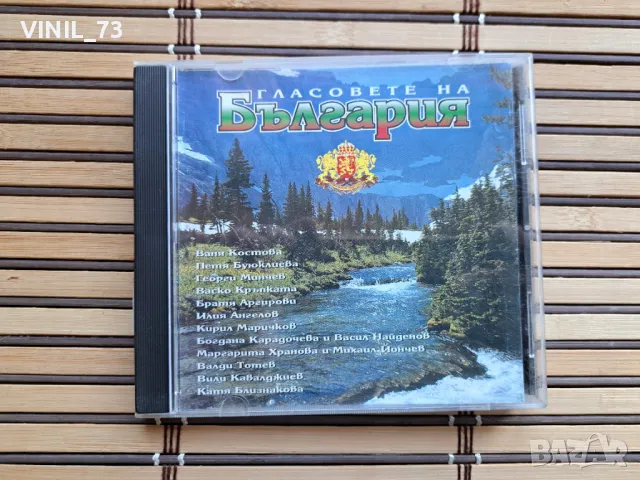 VINIL_73
ГЛАСОВЕТЕ НА
България
Ваня Костова
Петя Буюклиева
Георги Минчев
Васко Кръпката
Братя Аргирови
Илия Ангелов
Кирил Маричков
Богдана Карадочева и Васил Найденов
Маргарита Хранова и Михаил Йончев
Валди Тотев
Вили Кавалджиев
Катя Близнакова
BAZAR